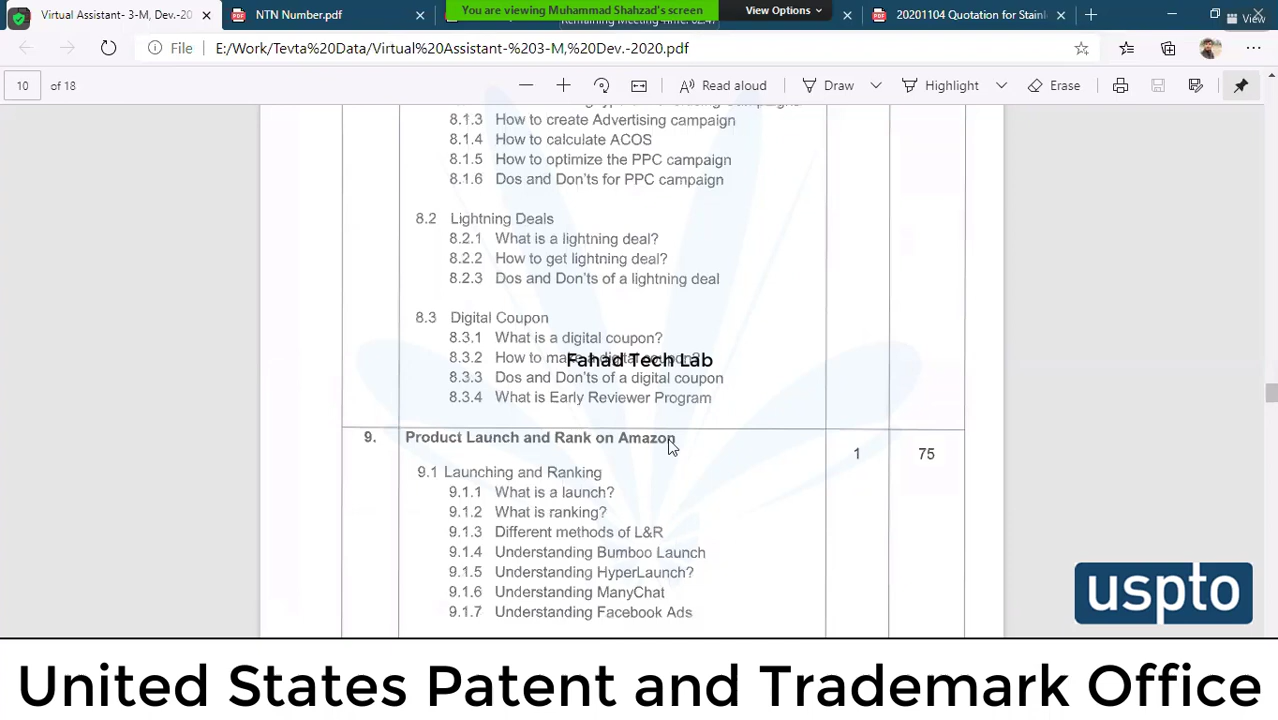 You are viewing Muhammad Shahzad's screen
View Options
Virtual Assistant- 3-M, Dev.-20
NTN Number.pdf
20201104 Quotation for Stainl
View
File
E:/Work/Tevta%20Data/Virtual%20Assistant-%203-M,%20Dev.-2020.pdf
10 of 18
Read aloud
Draw
Highlight
Erase
8.1.3 How to create Advertising campaign
8.1.4 How to calculate ACOS
8.1.5 How to optimize the PPC campaign
8.1.6 Dos and Don'ts for PPC campaign
8.2 Lightning Deals
8.2.1 What is a lightning deal?
8.2.2 How to get lightning deal?
8.2.3 Dos and Don'ts of a lightning deal
8.3 Digital Coupon
8.3.1 What is a digital coupon?
8.3.2 How to make a digital coupon?
Fahad Tech Lab
8.3.3 Dos and Don'ts of a digital coupon
8.3.4 What is Early Reviewer Program
9. Product Launch and Rank on Amazon
1 75
9.1 Launching and Ranking
9.1.1 What is a launch?
9.1.2 What is ranking?
9.1.3 Different methods of L&R
9.1.4 Understanding Bumboo Launch
9.1.5 Understanding HyperLaunch?
9.1.6 Understanding ManyChat
9.1.7 Understanding Facebook Ads
uspto
United States Patent and Trademark Office